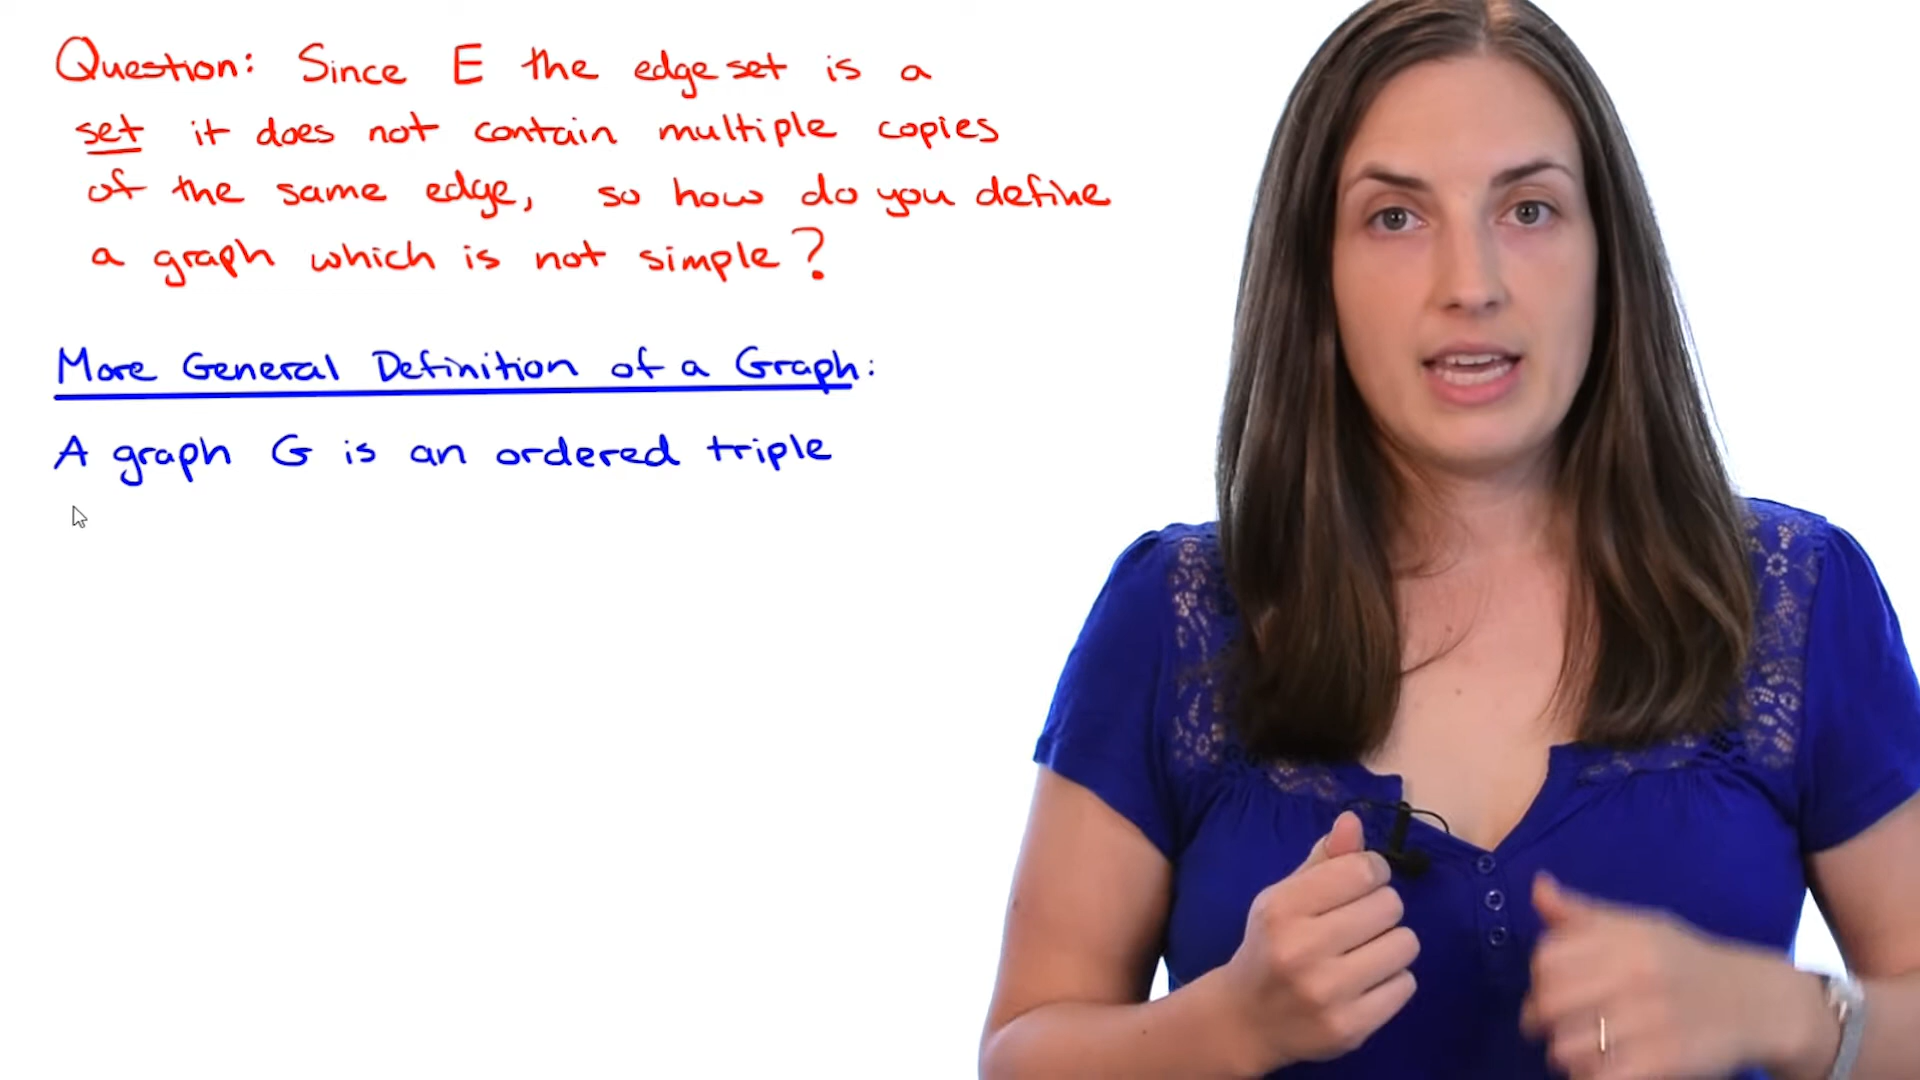 Question: Since E the edge set is a
set it does not contain multiple copies
of the same edge, so how do you define
a graph which is not simple?
More General Definition of a Graph:
A graph G is an ordered triple